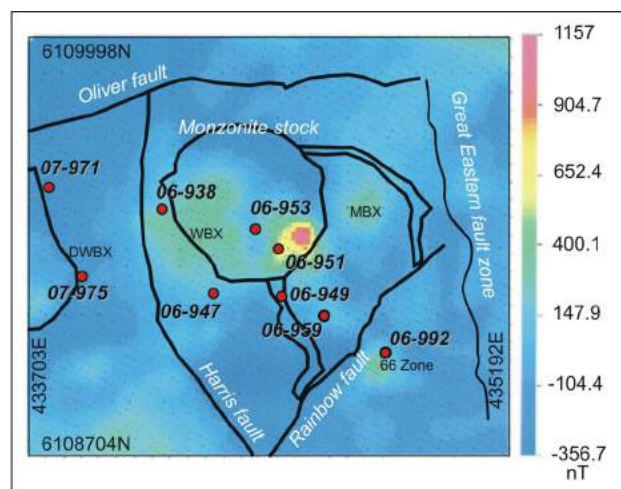 6109998N
Oliver fault
Monzonite stock
Great Eastern fault zone
07-971
06-938
06-953
MBX
WBX
DWBX
06-951
07-975
06-947
06-949
06-959
06-992
66 Zone
433703E
435192E
Harris fault
Rainbow fault
6108704N
1157
904.7
652.4
400.1
147.9
-104.4
-356.7
nT